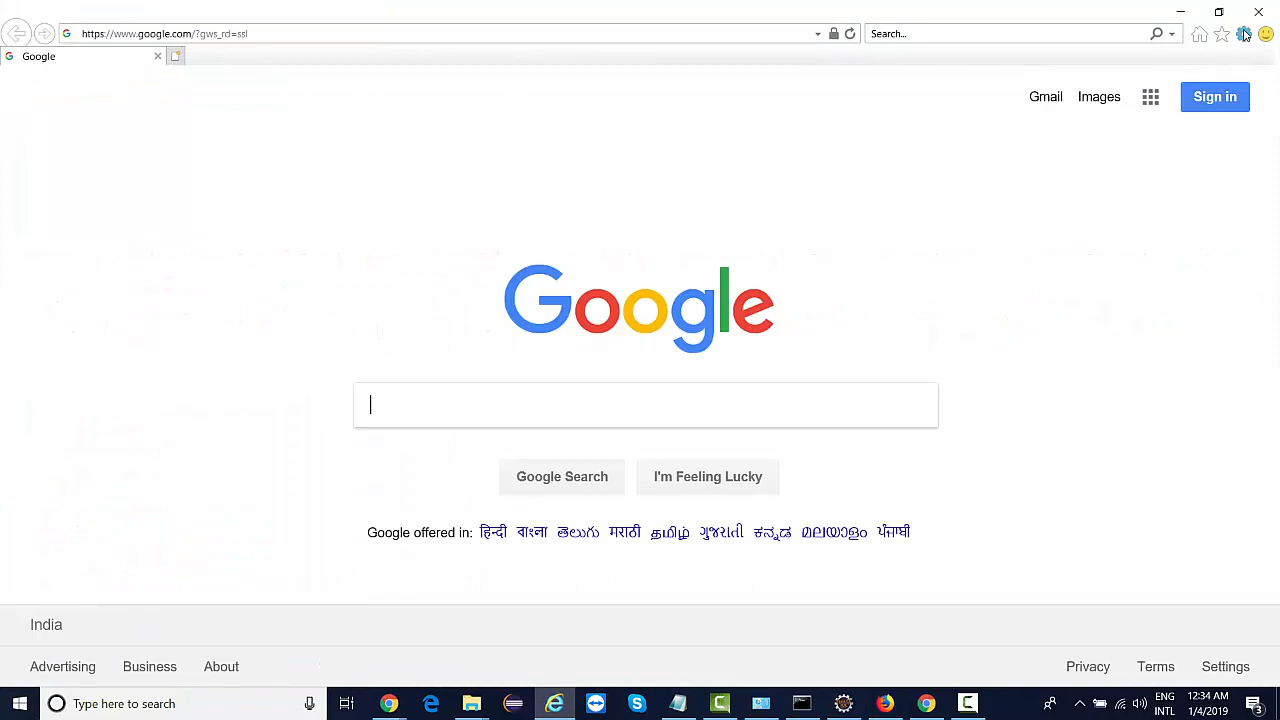 https://www.google.com/?gws_rd=ssl
Search...
Google
Gmail Images Sign in
Google
Google Search I'm Feeling Lucky
Google offered in: हिन्दी বাংলা తెలుగు मराठी தமிழ் ગુજરાતી ಕನ್ನಡ മലയാളം ਪੰਜਾਬੀ
India
Advertising Business About Privacy Terms Settings
Type here to search
ENG 12:34 AM
INTL 1/4/2019
3